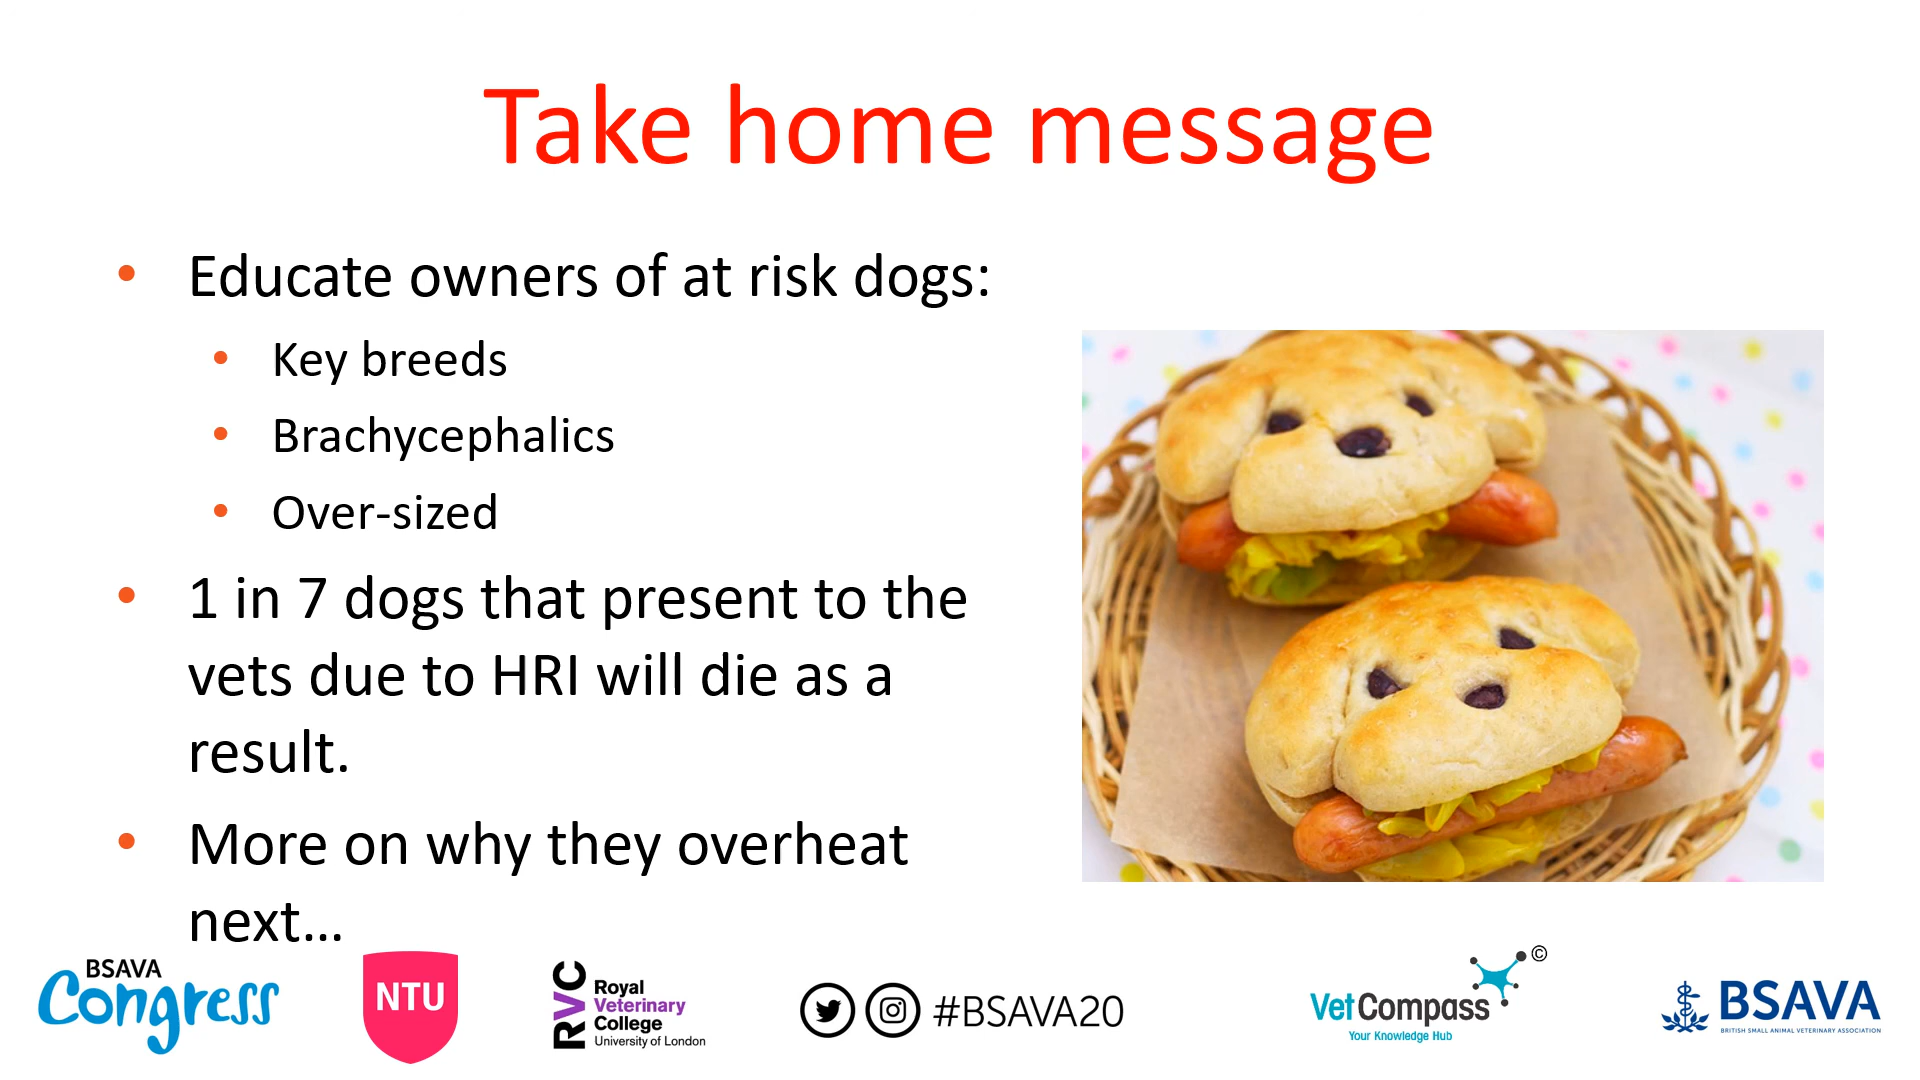 Take home message
• Educate owners of at risk dogs:
• Key breeds
• Brachycephalics
• Over-sized
• 1 in 7 dogs that present to the
vets due to HRI will die as a
result.
• More on why they overheat
next...
BSAVA
Congress
NTU
RVC
Royal
Veterinary
College
University of London
#BSAVA20
VetCompass ©
Your Knowledge Hub
BSAVA
BRITISH SMALL ANIMAL VETERINARY ASSOCIATION